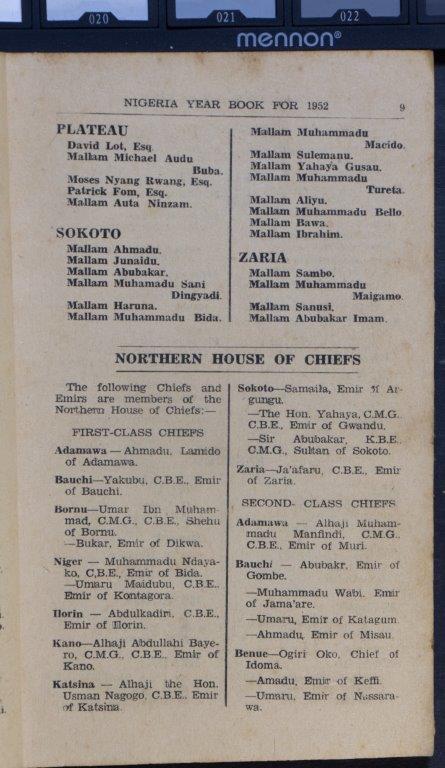 020
021
022
mennon®
NIGERIA YEAR BOOK FOR 1952
9
PLATEAU
David Lot, Esq.
Mallam Michael Audu
Buba.
Moses Nyang Rwang, Esq.
Patrick Fom, Esq.
Mallam Auta Ninzam.
SOKOTO
Mallam Ahmadu.
Mallam Junaidu.
Mallam Abubakar.
Mallam Muhamadu Sani
Dingyadi.
Mallam Haruna.
Mallam Muhammadu Bida.
Mallam Muhammadu
Macido.
Mallam Sulemanu.
Mallam Yahaya Gusau.
Mallam Muhammadu
Tureta.
Mallam Aliyu.
Mallam Muhammadu Bello.
Mallam Bawa.
Mallam Ibrahim.
ZARIA
Mallam Sambo.
Mallam Muhammadu
Maigamo.
Mallam Sanusi.
Mallam Abubakar Imam.
NORTHERN HOUSE OF CHIEFS
The following Chiefs and
Emirs are members of the
Northern House of Chiefs:—
FIRST-CLASS CHIEFS
Adamawa — Ahmadu, Lamido
of Adamawa.
Bauchi—Yakubu, C.B.E., Emir
of Bauchi.
Bornu—Umar Ibn Muham-
mad, C.M.G., C.B.E., Shehu
of Bornu.
—Bukar, Emir of Dikwa.
Niger — Muhammadu Ndaya-
ko, C,B.E., Emir of Bida.
—Umaru Maidubu, C.B.E.,
Emir of Kontagora.
Ilorin — Abdulkadiri, C.B.E.,
Emir of Illorin.
Kano—Alhaji Abdullahi Baye-
ro, C.M.G., C.B.E., Emir of
Kano.
Katsina — Alhaji the Hon.
Usman Nagogo, C.B.E., Emir
of Katsina.
Sokoto—Samaila, Emir of Ar-
gungu.
—The Hon. Yahaya, C.M.G.,
C.B.E., Emir of Gwandu.
—Sir Abubakar, K.B.E.,
C.M.G., Sultan of Sokoto.
Zaria—Ja'afaru, C.B.E., Emir
of Zaria.
SECOND- CLASS CHIEFS
Adamawa — Alhaji Muham-
madu Manfindi, C.M.G.,
C.B.E., Emir of Muri.
Bauchi — Abubakr, Emir of
Gombe.
—Muhammadu Wabi, Emir
of Jama'are.
—Umaru, Emir of Katagum.
—Ahmadu, Emir of Misau.
Benue—Ogiri Oko, Chief of
Idoma.
—Amadu, Emir of Keffi.
—Umaru, Emir of Nassara-
wa.